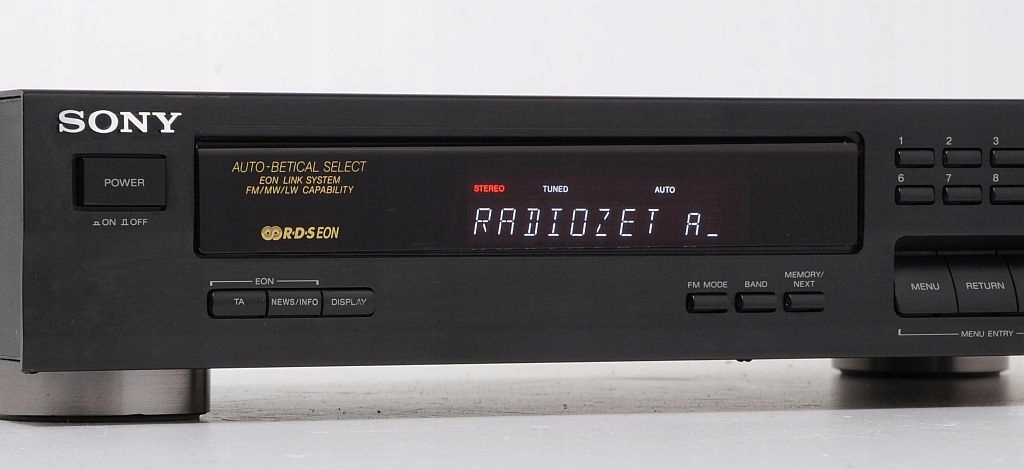 SONY
POWER
ON OFF
AUTO-BETICAL SELECT
EON LINK SYSTEM
FM/MW/LW CAPABILITY
R·D·S EON
STEREO TUNED AUTO
RADIOZET A_
EON
TA NEWS/INFO DISPLAY
FM MODE BAND MEMORY/
NEXT
1 2 3
6 7 8
MENU RETURN
MENU ENTRY